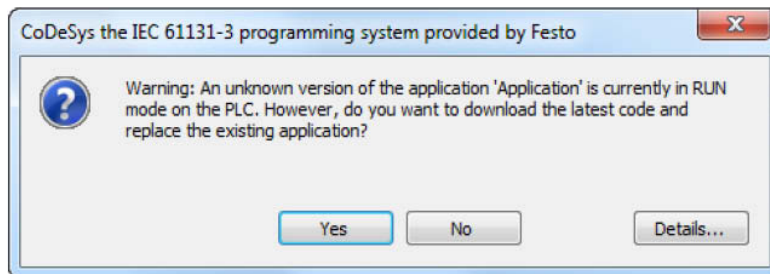 CoDeSys the IEC 61131-3 programming system provided by Festo
Warning: An unknown version of the application 'Application' is currently in RUN
mode on the PLC. However, do you want to download the latest code and
replace the existing application?
Yes No Details...